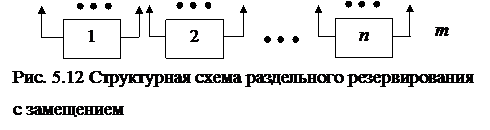 1 2 n m
Рис. 5.12 Структурная схема раздельного резервирования
с замещением